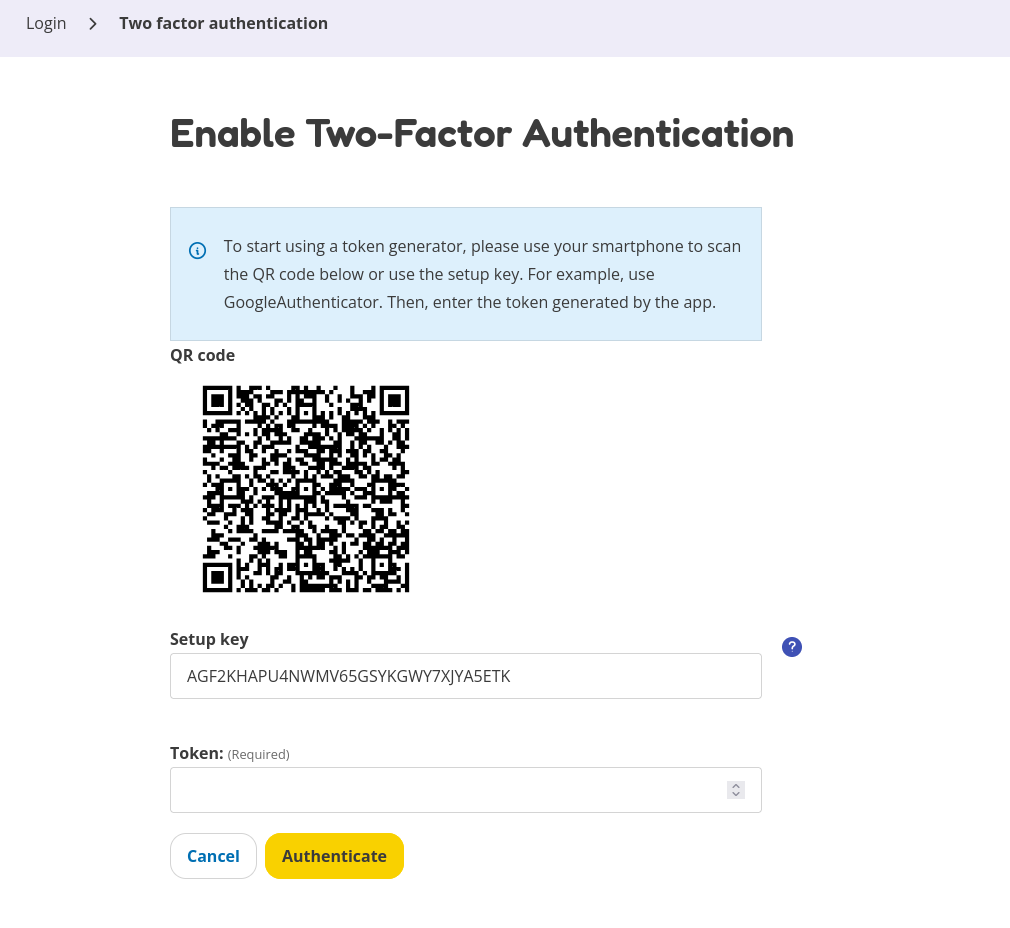 Login > Two factor authentication
Enable Two-Factor Authentication
To start using a token generator, please use your smartphone to scan
the QR code below or use the setup key. For example, use
GoogleAuthenticator. Then, enter the token generated by the app.
QR code
Setup key ?
AGF2KHAPU4NWMV65GSYKGWY7XJYA5ETK
Token: (Required)
Cancel Authenticate